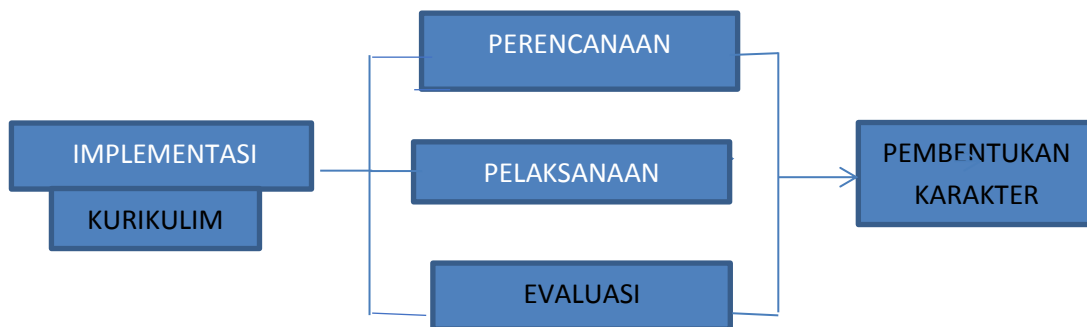 IMPLEMENTASI
KURIKULIM
PERENCANAAN
PELAKSANAAN
EVALUASI
PEMBENTUKAN
KARAKTER